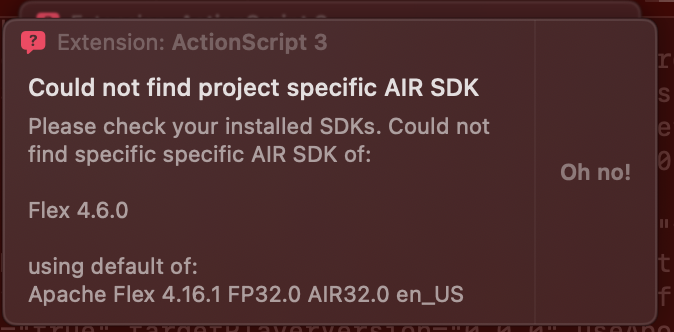 Extension: ActionScript 3
Could not find project specific AIR SDK
Please check your installed SDKs. Could not
find specific specific AIR SDK of:
Flex 4.6.0
using default of:
Apache Flex 4.16.1 FP32.0 AIR32.0 en_US
Oh no!